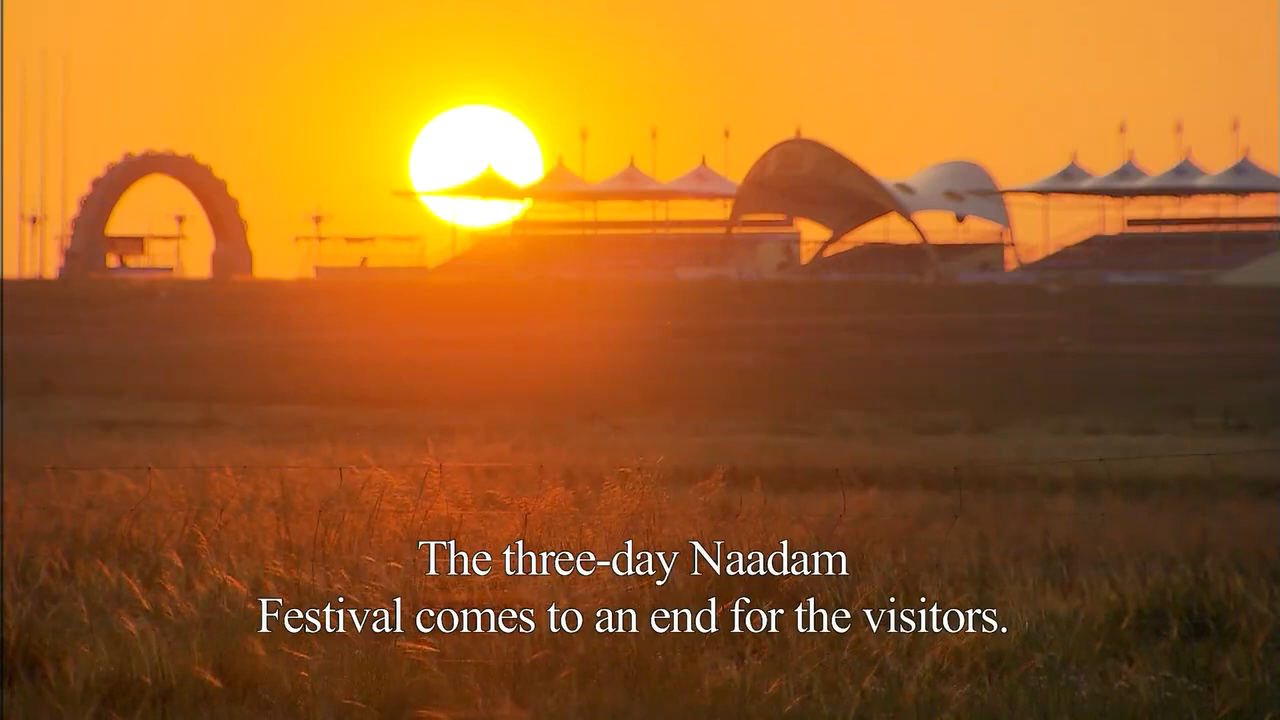 The three-day Naadam
Festival comes to an end for the visitors.